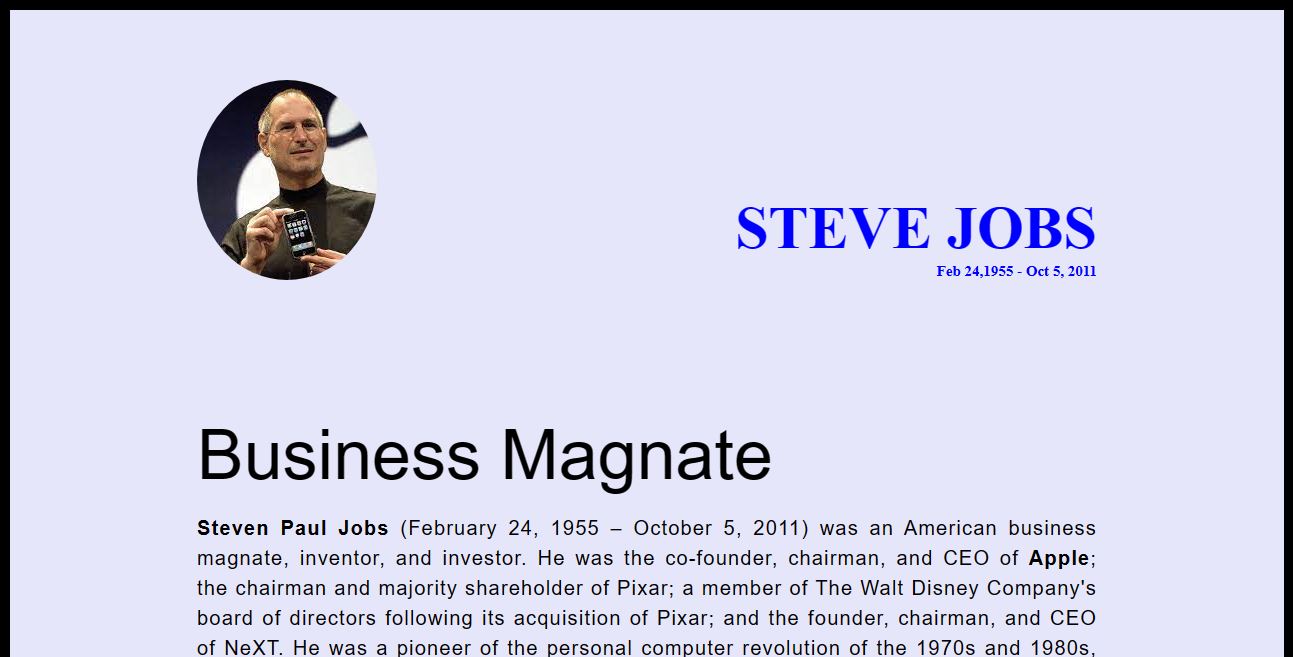 STEVE JOBS
Feb 24,1955 - Oct 5, 2011
Business Magnate
Steven Paul Jobs (February 24, 1955 – October 5, 2011) was an American business
magnate, inventor, and investor. He was the co-founder, chairman, and CEO of Apple;
the chairman and majority shareholder of Pixar; a member of The Walt Disney Company's
board of directors following its acquisition of Pixar; and the founder, chairman, and CEO
of NeXT. He was a pioneer of the personal computer revolution of the 1970s and 1980s,